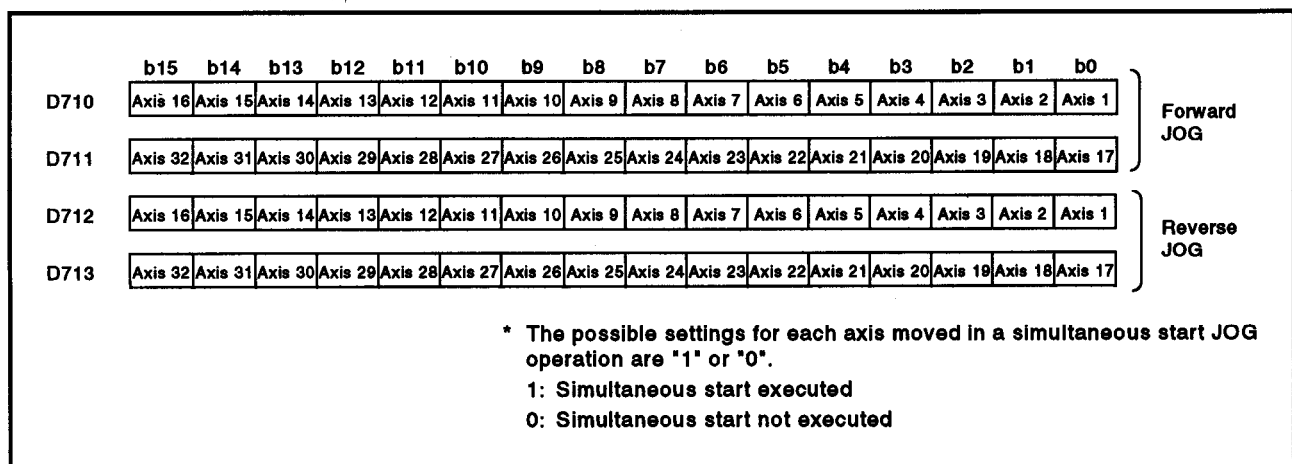 b15 b14 b13 b12 b11 b10 b9 b8 b7 b6 b5 b4 b3 b2 b1 b0
D710 Axis 16 Axis 15 Axis 14 Axis 13 Axis 12 Axis 11 Axis 10 Axis 9 Axis 8 Axis 7 Axis 6 Axis 5 Axis 4 Axis 3 Axis 2 Axis 1
Forward
JOG
D711 Axis 32 Axis 31 Axis 30 Axis 29 Axis 28 Axis 27 Axis 26 Axis 25 Axis 24 Axis 23 Axis 22 Axis 21 Axis 20 Axis 19 Axis 18 Axis 17
D712 Axis 16 Axis 15 Axis 14 Axis 13 Axis 12 Axis 11 Axis 10 Axis 9 Axis 8 Axis 7 Axis 6 Axis 5 Axis 4 Axis 3 Axis 2 Axis 1
Reverse
JOG
D713 Axis 32 Axis 31 Axis 30 Axis 29 Axis 28 Axis 27 Axis 26 Axis 25 Axis 24 Axis 23 Axis 22 Axis 21 Axis 20 Axis 19 Axis 18 Axis 17
* The possible settings for each axis moved in a simultaneous start JOG
operation are "1" or "0".
1: Simultaneous start executed
0: Simultaneous start not executed